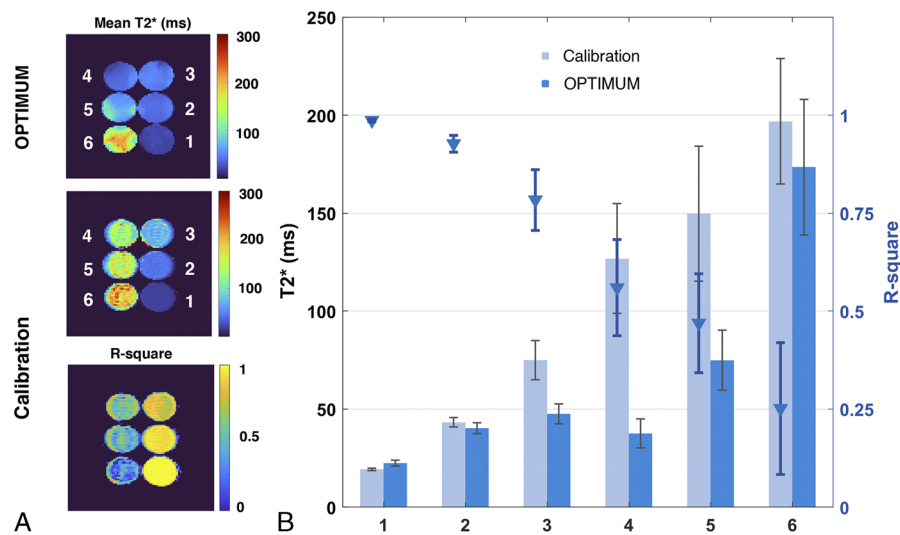 Mean T2* (ms)
OPTIMUM
4 3
5 2
6 1
300
200
100
4 3
5 2
6 1
300
200
100
0
Calibration
R-square
1
0.5
0
A
T2* (ms)
250
200
150
100
50
0
Calibration
OPTIMUM
1 2 3 4 5 6
1
0.75
0.5
0.25
0
R-square
B